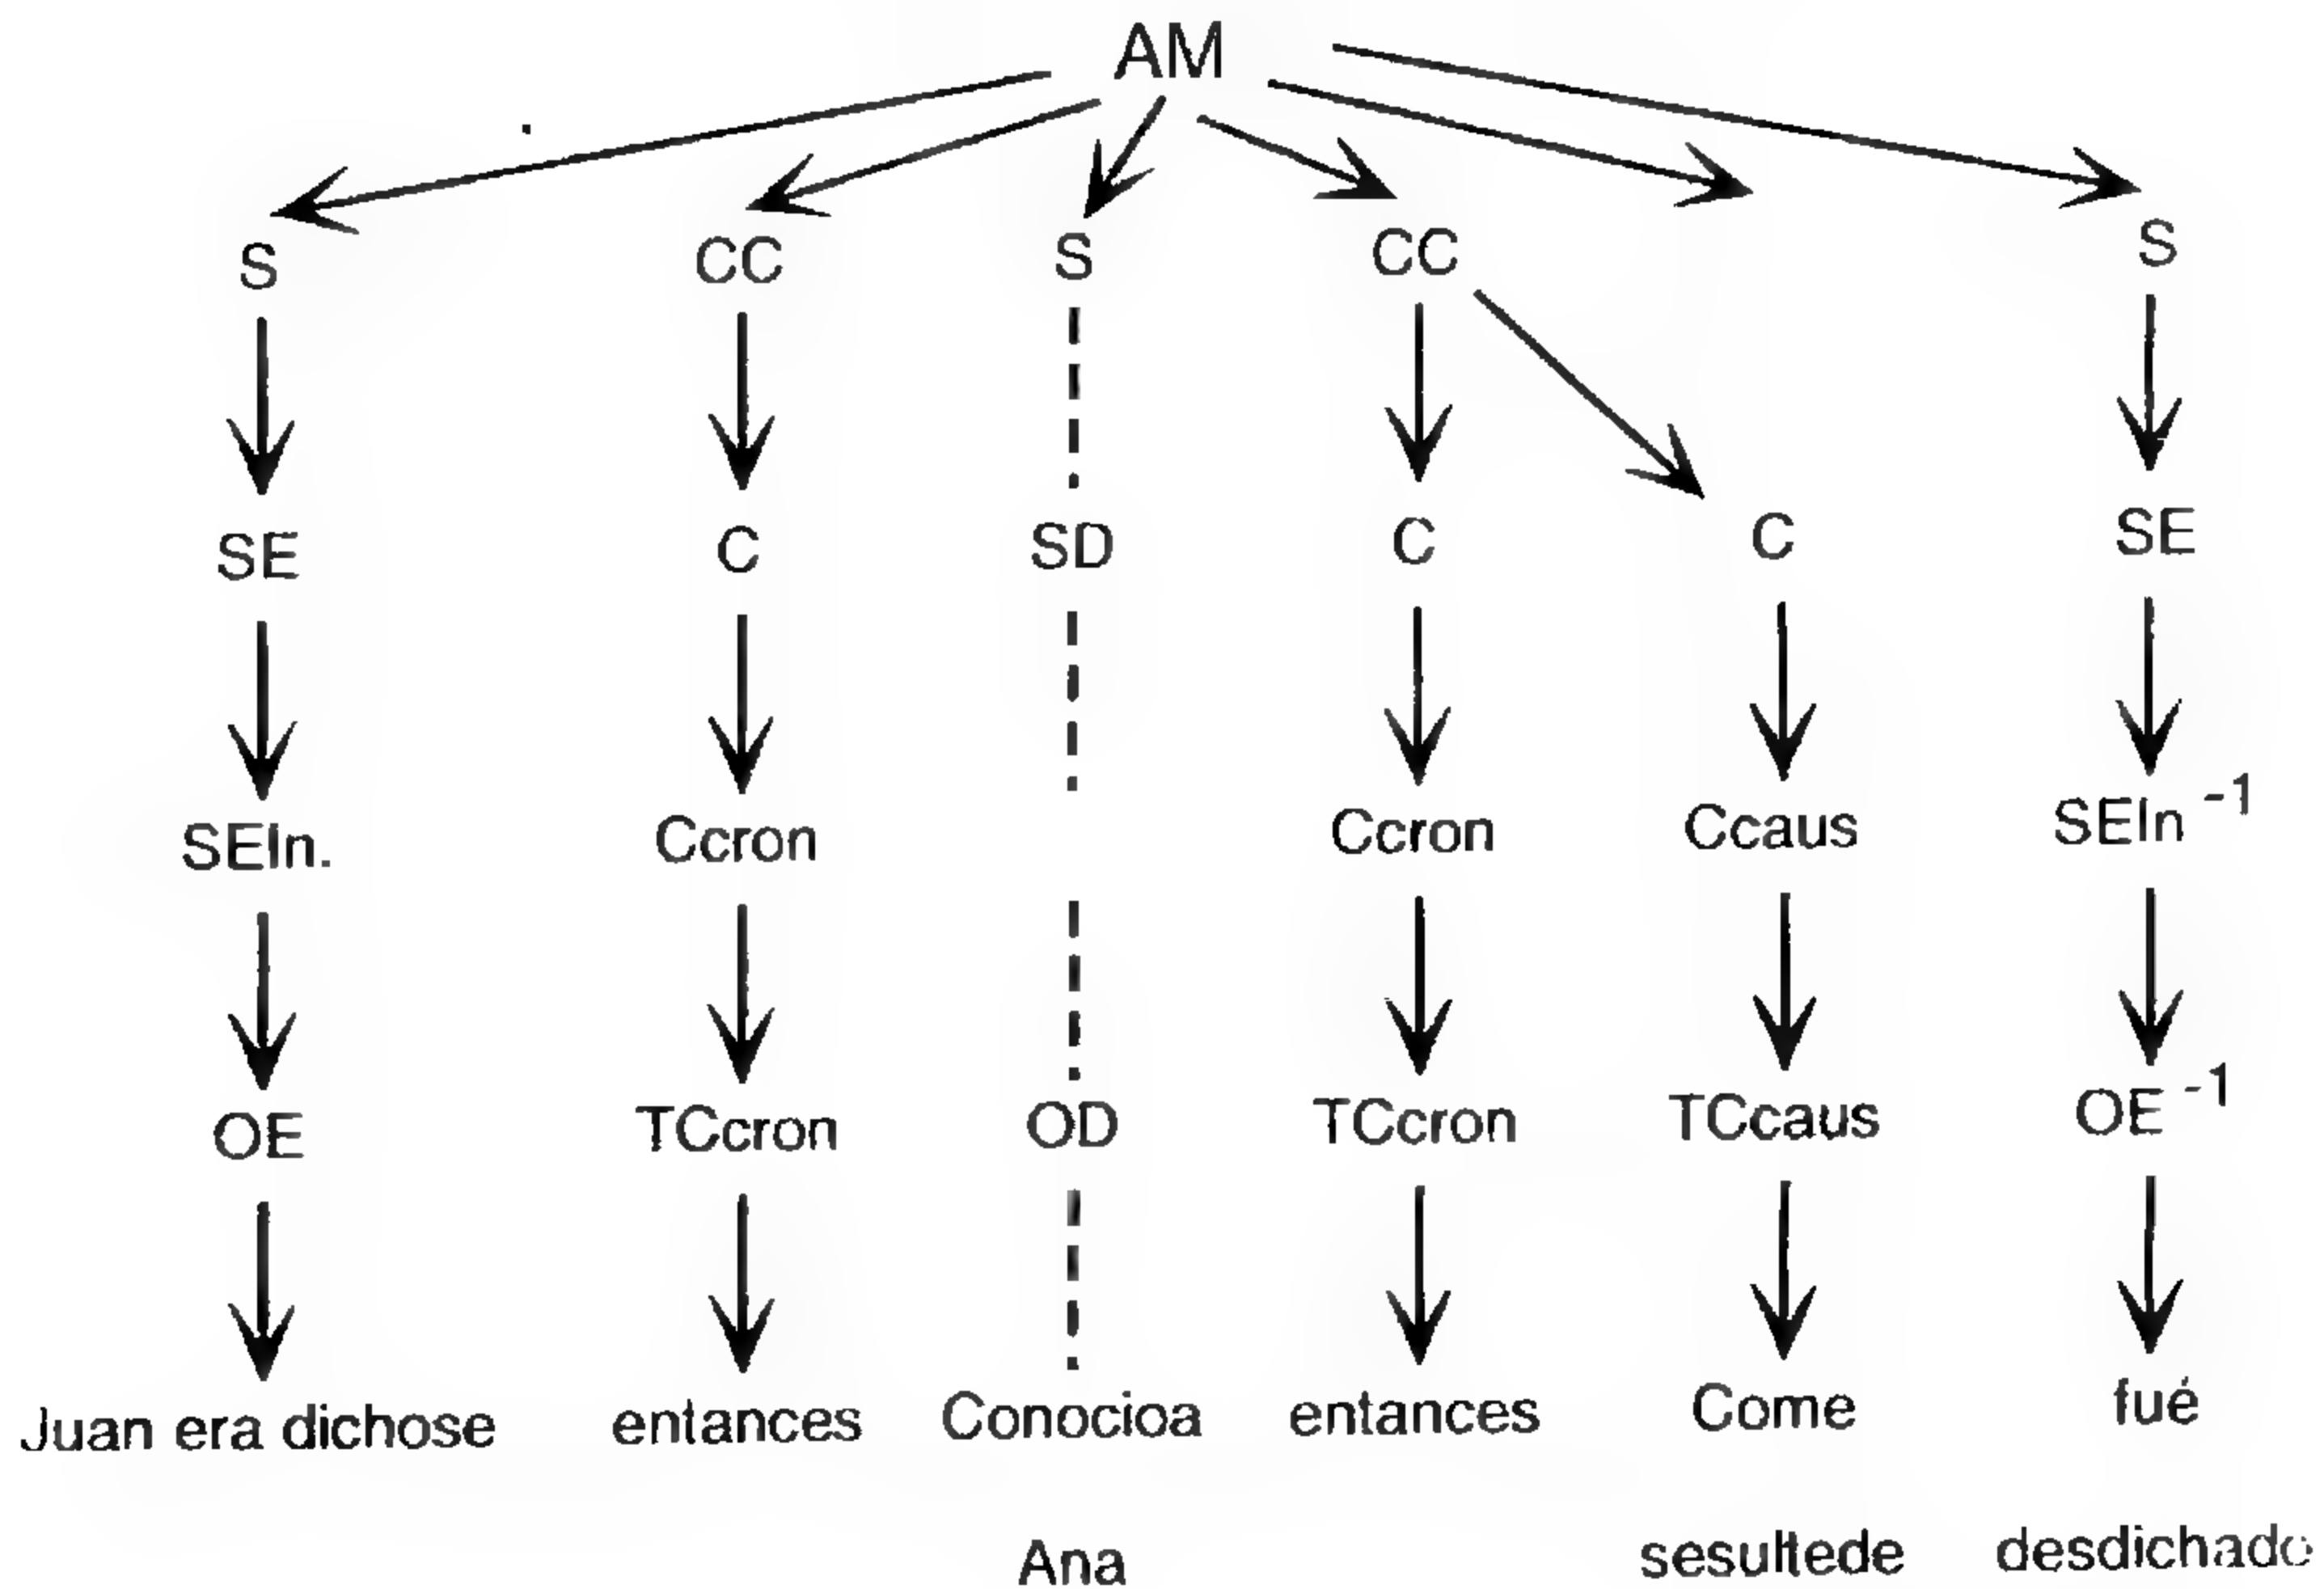 AM
S CC S CC S
SE C SD C C SE
SEIn. Ccron Ccron Ccaus SEIn -1
OE TCcron OD TCcron TCcaus OE -1
Juan era dichose entances Conocioa entances Come fué
Ana sesultede desdichado